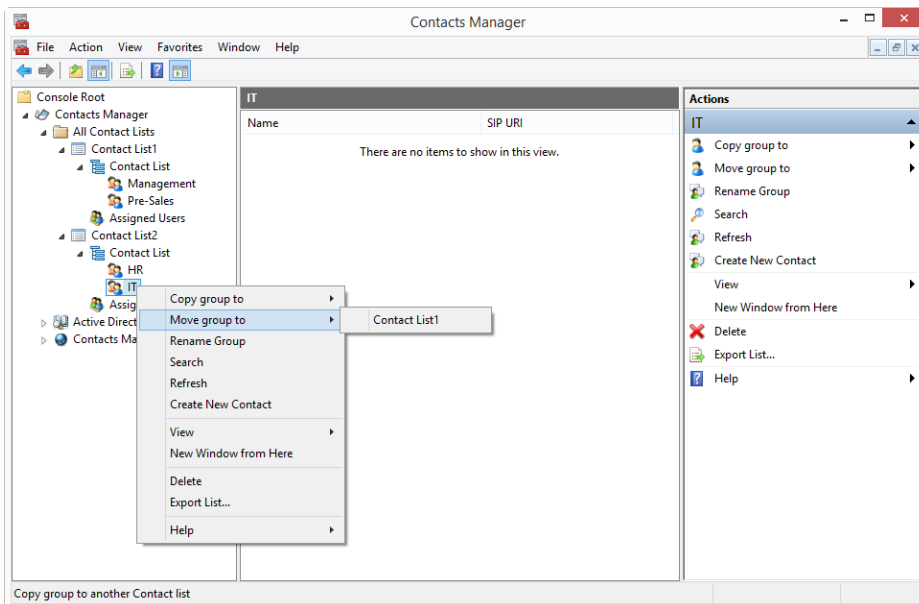 Contacts Manager
File Action View Favorites Window Help
Console Root
Contacts Manager
All Contact Lists
Contact List1
Contact List
Management
Pre-Sales
Assigned Users
Contact List2
Contact List
HR
IT
Assig
Active Direct
Contacts Ma
IT
Name SIP URI
There are no items to show in this view.
Copy group to
Move group to
Rename Group
Search
Refresh
Create New Contact
View
New Window from Here
Delete
Export List...
Help
Contact List1
Actions
IT
Copy group to
Move group to
Rename Group
Search
Refresh
Create New Contact
View
New Window from Here
Delete
Export List...
Help
Copy group to another Contact list